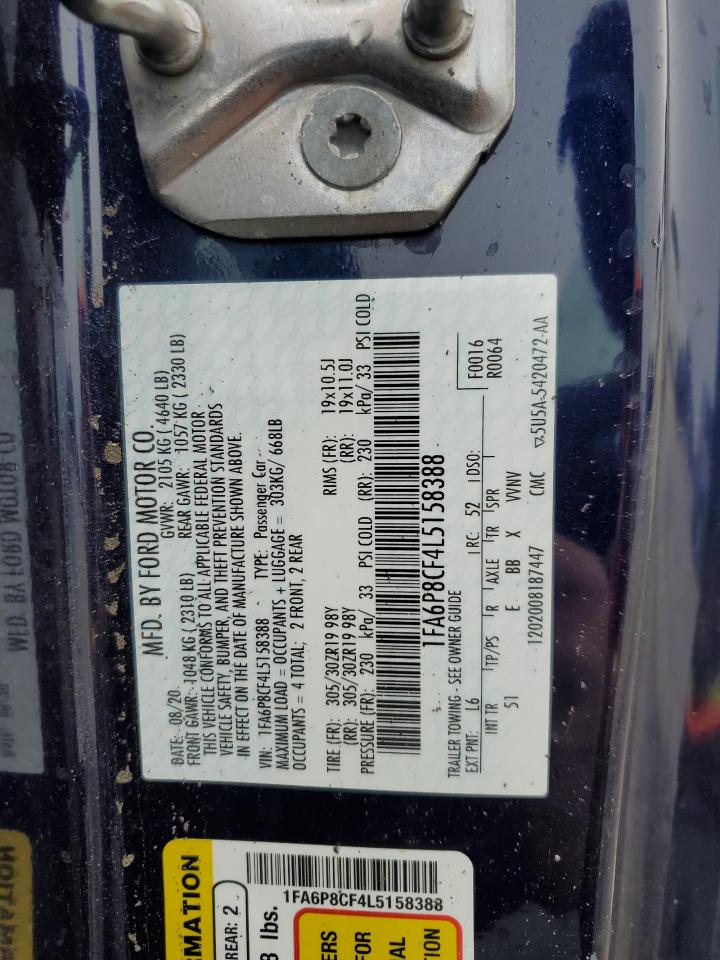 MFD. BY FORD MOTOR CO.
DATE: 08/20 GVWR: 2105 KG ( 4640 LB)
FRONT GAWR: 1048 KG ( 2310 LB) REAR GAWR: 1057 KG ( 2330 LB)
THIS VEHICLE CONFORMS TO ALL APPLICABLE FEDERAL MOTOR
VEHICLE SAFETY, BUMPER, AND THEFT PREVENTION STANDARDS
IN EFFECT ON THE DATE OF MANUFACTURE SHOWN ABOVE.
VIN: 1FA6P8CF4L5158388 TYPE: Passenger Car
MAXIMUM LOAD = OCCUPANTS + LUGGAGE = 303KG/ 668LB
OCCUPANTS = 4 TOTAL; 2 FRONT, 2 REAR
TIRE (FR): 305/30ZR19 98Y RIMS (FR): 19x10.5J
(RR): 305/30ZR19 98Y (RR): 19x11.0J
PRESSURE (FR): 230 kPa/ 33 PSI COLD (RR): 230 kPa/ 33 PSI COLD
1FA6P8CF4L5158388
TRAILER TOWING - SEE OWNER GUIDE
F0016
R0064
EXT PNT: L6 RC: 52 DSO:
INT TR TP/PS R AXLE TR SPR
51 E BB X VVNV
1202008187447 CMC 5U5A-5420472-AA
1FA6P8CF4L5158388
RMATION
REAR: 2
8 lbs.
ERS
FOR
AL
TION